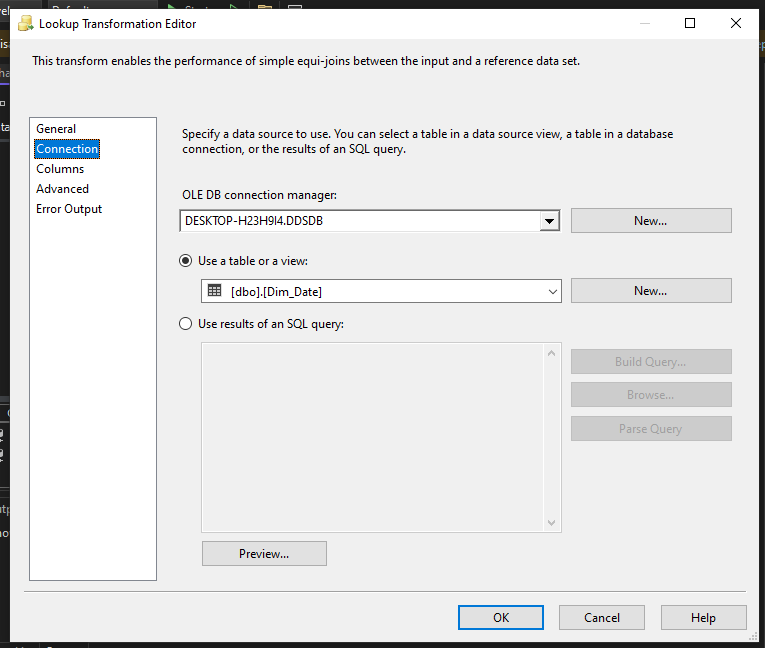 Lookup Transformation Editor
This transform enables the performance of simple equi-joins between the input and a reference data set.
General
Connection
Columns
Advanced
Error Output
Specify a data source to use. You can select a table in a data source view, a table in a database
connection, or the results of an SQL query.
OLE DB connection manager:
DESKTOP-H23H9I4.DDSDB
New...
Use a table or a view:
[dbo].[Dim_Date]
New...
Use results of an SQL query:
Build Query...
Browse...
Parse Query
Preview...
OK
Cancel
Help